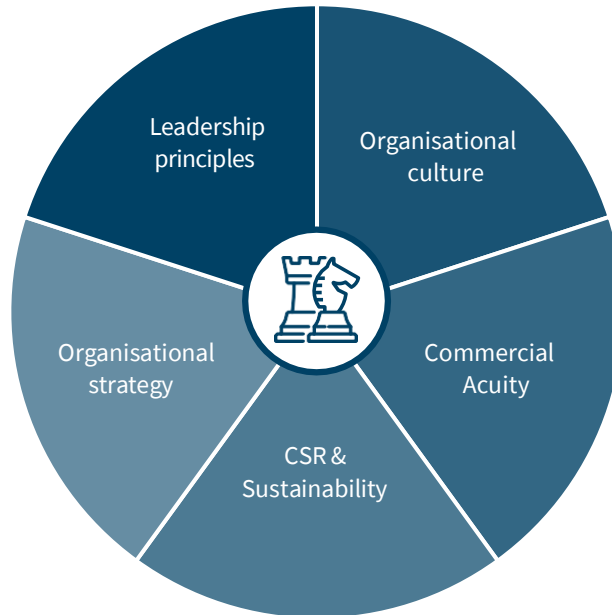 Leadership
principles
Organisational
culture
Organisational
strategy
Commercial
Acuity
CSR &
Sustainability